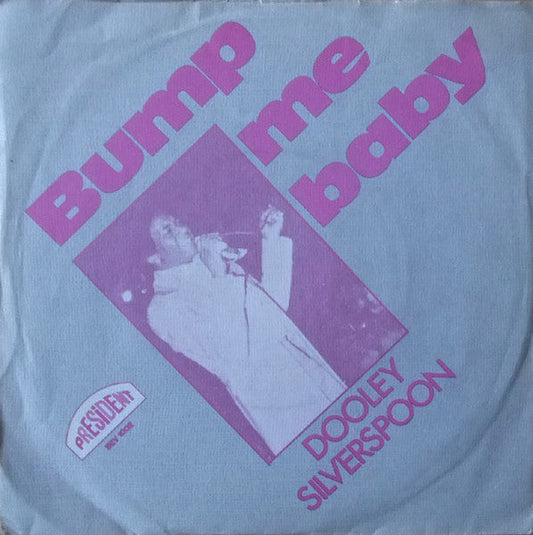 Bump
me
baby
DOOLEY
SILVERSPOON
PRESIDENT